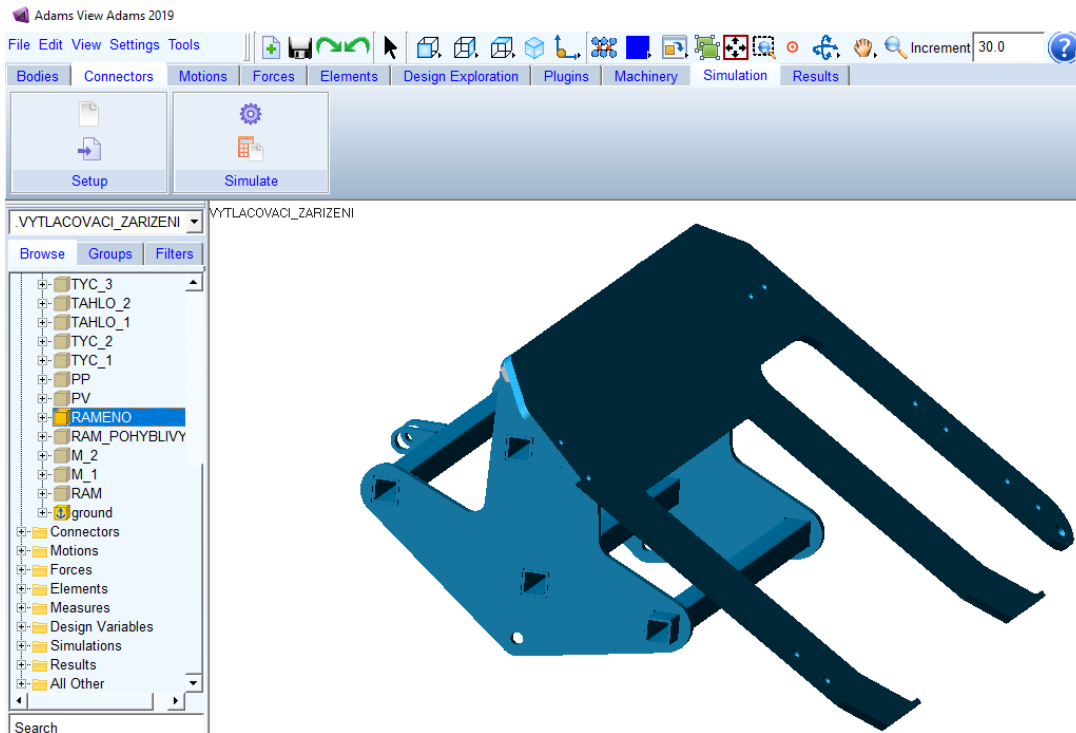 Adams View Adams 2019
File Edit View Settings Tools
Increment 30.0 ?
Bodies Connectors Motions Forces Elements Design Exploration Plugins Machinery Simulation Results
Setup Simulate
.VYTLACOVACI_ZARIZENI
VYTLACOVACI_ZARIZENI
Browse Groups Filters
TYC_3
TAHLO_2
TAHLO_1
TYC_2
TYC_1
PP
PV
RAMENO
RAM_POHYBLIVY
M_2
M_1
RAM
ground
Connectors
Motions
Forces
Elements
Measures
Design Variables
Simulations
Results
All Other
Search